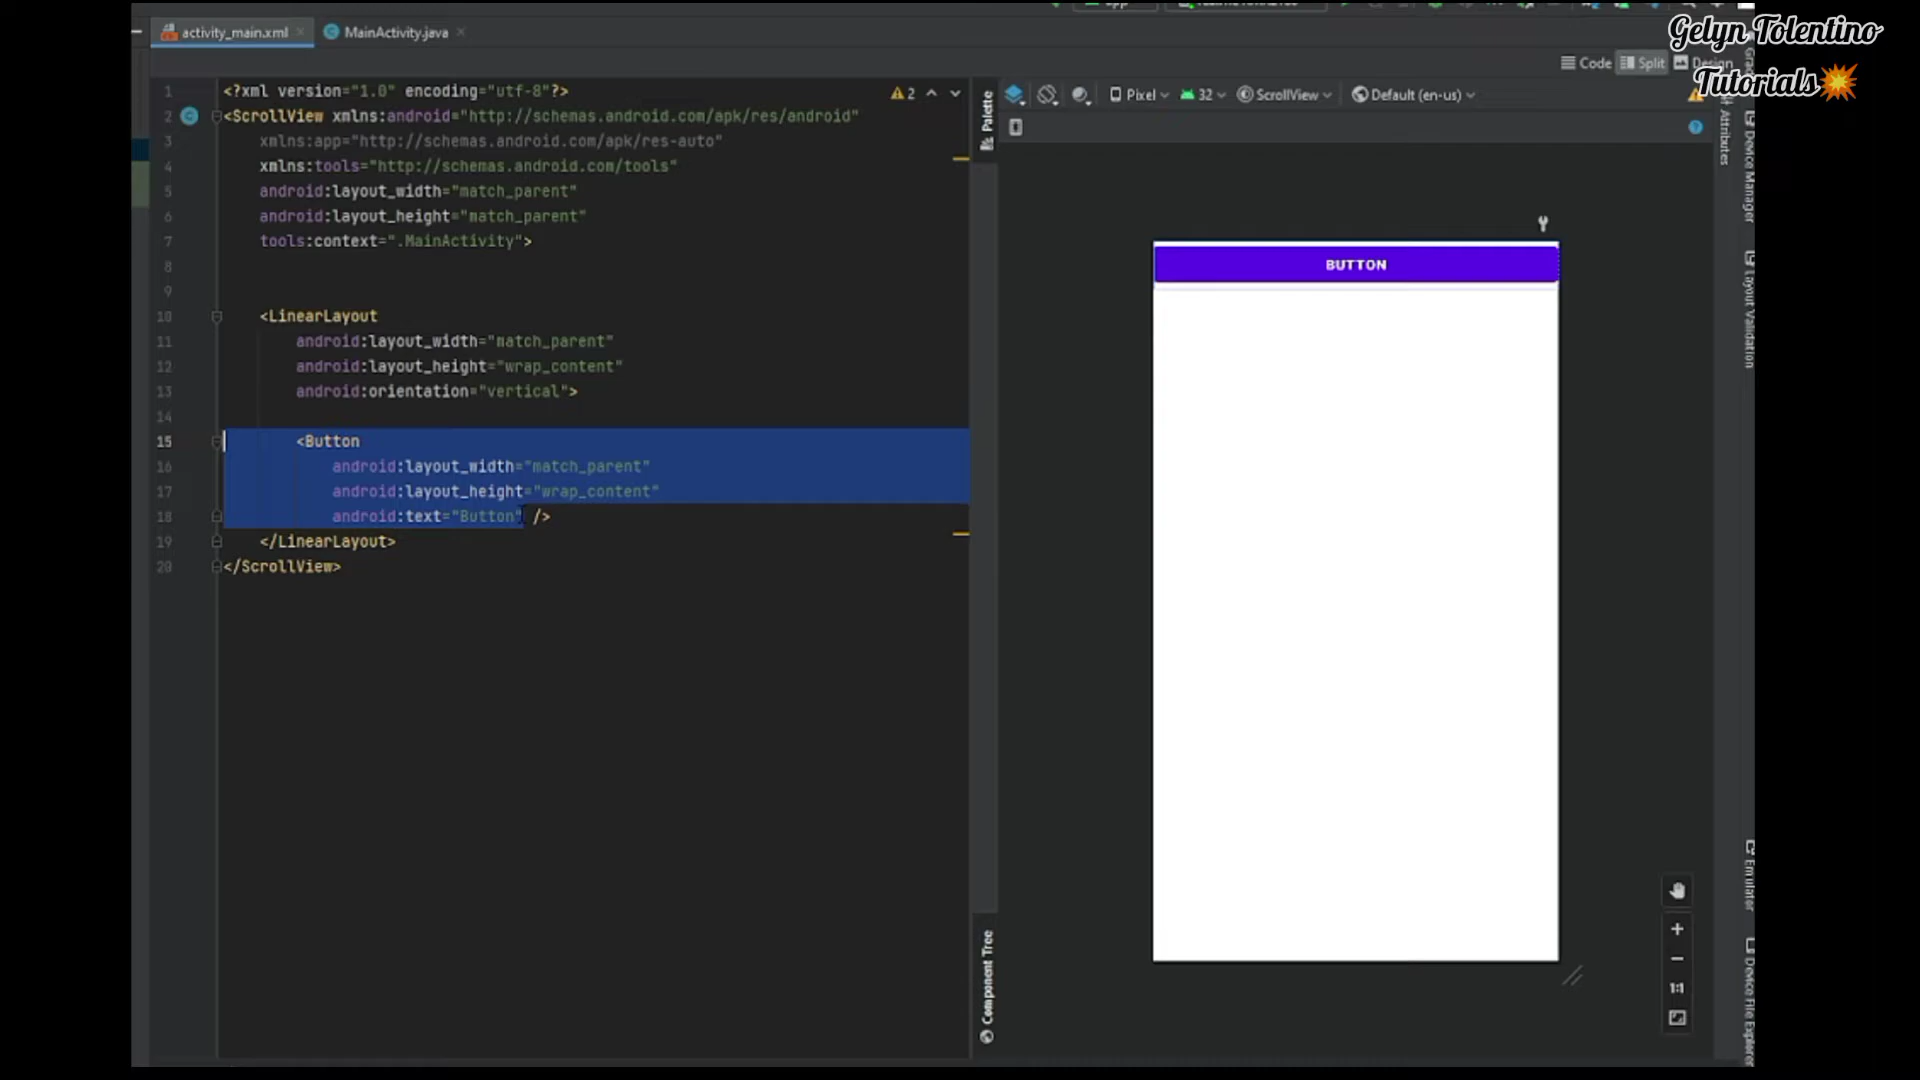 activity_main.xml
MainActivity.java
Gelyn Tolentino
Tutorials
Code
Split
Design
1 <?xml version="1.0" encoding="utf-8"?>
2 <ScrollView xmlns:android="http://schemas.android.com/apk/res/android"
3 xmlns:app="http://schemas.android.com/apk/res-auto"
4 xmlns:tools="http://schemas.android.com/tools"
5 android:layout_width="match_parent"
6 android:layout_height="match_parent"
7 tools:context=".MainActivity">
8
9
10 <LinearLayout
11 android:layout_width="match_parent"
12 android:layout_height="wrap_content"
13 android:orientation="vertical">
14
15 <Button
16 android:layout_width="match_parent"
17 android:layout_height="wrap_content"
18 android:text="Button" />
19 </LinearLayout>
20 </ScrollView>
2
Palette
Component Tree
Pixel
32
ScrollView
Default (en-us)
BUTTON
1:1
Attributes
Device Manager
Layout Validation
Emulator
Device File Explorer